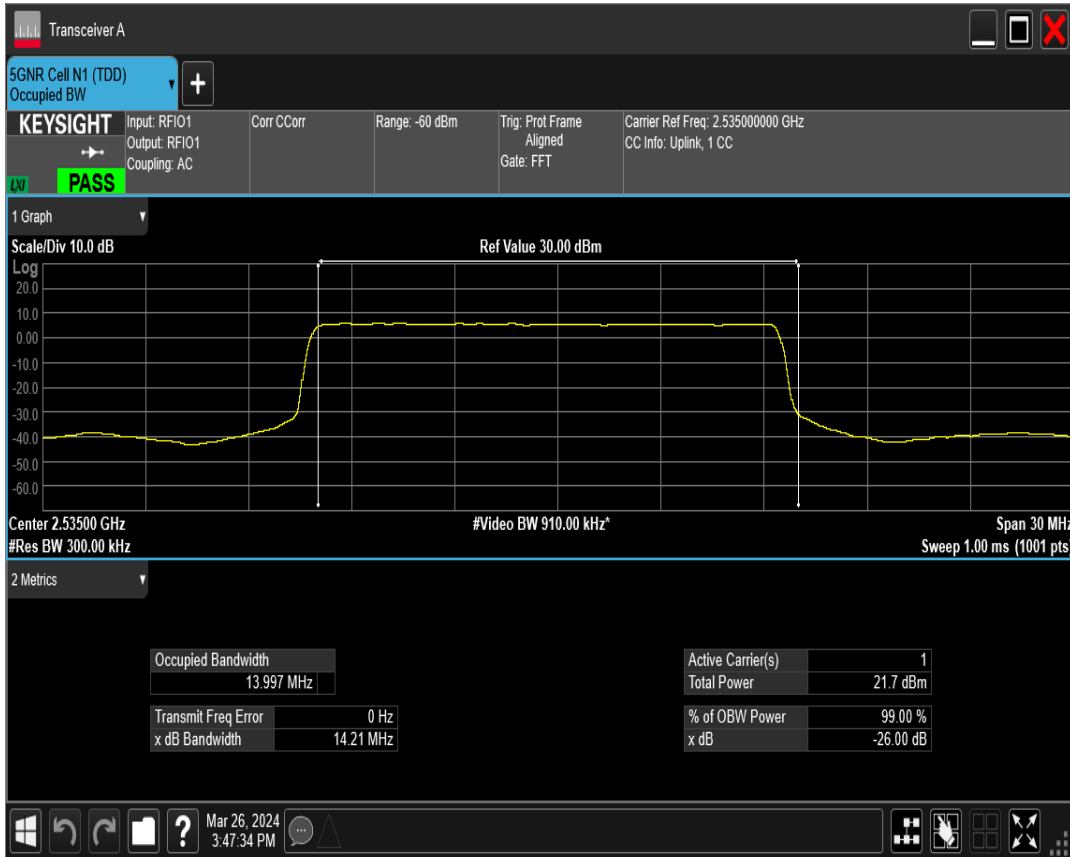 Transceiver A
5GNR Cell N1 (TDD)
Occupied BW
+
KEYSIGHT
LXI
PASS
Input: RFIO1
Output: RFIO1
Coupling: AC
Corr CCorr
Range: -60 dBm
Trig: Prot Frame
Aligned
Gate: FFT
Carrier Ref Freq: 2.535000000 GHz
CC Info: Uplink, 1 CC
1 Graph
Scale/Div 10.0 dB
Ref Value 30.00 dBm
Log
20.0
10.0
0.00
-10.0
-20.0
-30.0
-40.0
-50.0
-60.0
Center 2.53500 GHz
#Video BW 910.00 kHz*
Span 30 MHz
#Res BW 300.00 kHz
Sweep 1.00 ms (1001 pts)
2 Metrics
Occupied Bandwidth
13.997 MHz
Transmit Freq Error 0 Hz
x dB Bandwidth 14.21 MHz
Active Carrier(s) 1
Total Power 21.7 dBm
% of OBW Power 99.00 %
x dB -26.00 dB
?
Mar 26, 2024
3:47:34 PM